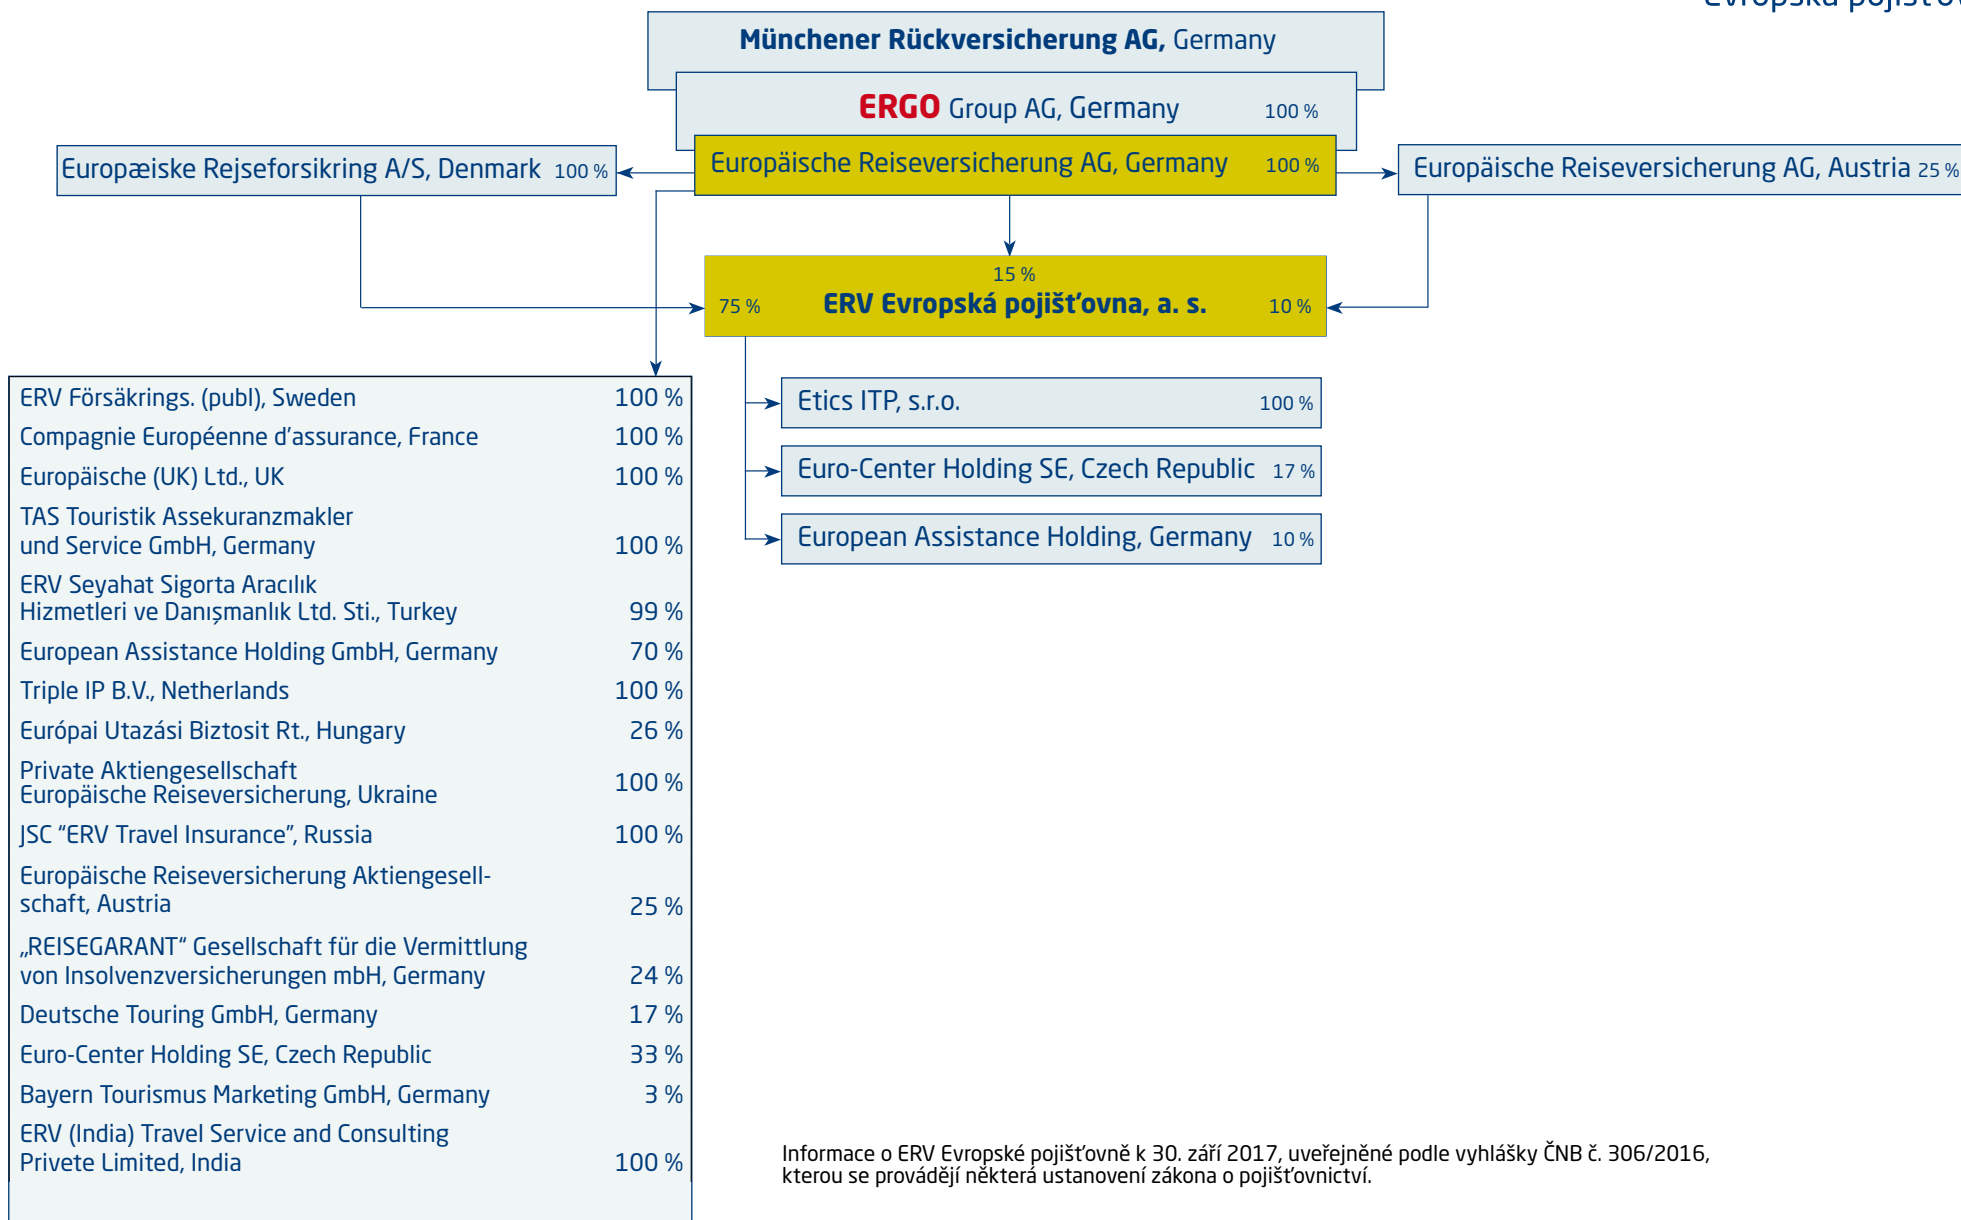 Evropská pojišťov
Münchener Rückversicherung AG, Germany
ERGO Group AG, Germany 100 %
Europæiske Rejseforsikring A/S, Denmark 100 %
Europäische Reiseversicherung AG, Germany 100 %
Europäische Reiseversicherung AG, Austria 25 %
15 %
75 % ERV Evropská pojišťovna, a. s. 10 %
Etics ITP, s.r.o. 100 %
Euro-Center Holding SE, Czech Republic 17 %
European Assistance Holding, Germany 10 %
ERV Försäkrings. (publ), Sweden 100 %
Compagnie Européenne d'assurance, France 100 %
Europäische (UK) Ltd., UK 100 %
TAS Touristik Assekuranzmakler
und Service GmbH, Germany 100 %
ERV Seyahat Sigorta Aracılık
Hizmetleri ve Danışmanlık Ltd. Sti., Turkey 99 %
European Assistance Holding GmbH, Germany 70 %
Triple IP B.V., Netherlands 100 %
Európai Utazási Biztosit Rt., Hungary 26 %
Private Aktiengesellschaft
Europäische Reiseversicherung, Ukraine 100 %
JSC “ERV Travel Insurance”, Russia 100 %
Europäische Reiseversicherung Aktiengesell-
schaft, Austria 25 %
„REISEGARANT“ Gesellschaft für die Vermittlung
von Insolvenzversicherungen mbH, Germany 24 %
Deutsche Touring GmbH, Germany 17 %
Euro-Center Holding SE, Czech Republic 33 %
Bayern Tourismus Marketing GmbH, Germany 3 %
ERV (India) Travel Service and Consulting
Privete Limited, India 100 %
Informace o ERV Evropské pojišťovně k 30. září 2017, uveřejněné podle vyhlášky ČNB č. 306/2016,
kterou se provádějí některá ustanovení zákona o pojišťovnictví.